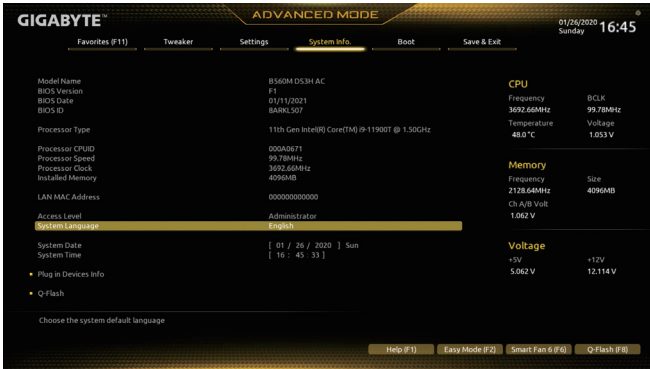 GIGABYTE™
ADVANCED MODE
01/26/2020
Sunday
16:45
Favorites (F11) Tweaker Settings System Info. Boot Save & Exit
Model Name B560M DS3H AC
BIOS Version F1
BIOS Date 01/11/2021
BIOS ID BARKL507
Processor Type 11th Gen Intel(R) Core(TM) i9-11900T @ 1.50GHz
Processor CPUID 000A0671
Processor Speed 99.78MHz
Processor Clock 3692.66MHz
Installed Memory 4096MB
LAN MAC Address 000000000000
Access Level Administrator
System Language English
System Date [ 01 / 26 / 2020 ] Sun
System Time [ 16 : 45 : 33 ]
Plug in Devices Info
Q-Flash
Choose the system default language
CPU
Frequency BCLK
3692.66MHz 99.78MHz
Temperature Voltage
48.0 °C 1.053 V
Memory
Frequency Size
2128.64MHz 4096MB
Ch A/B Volt
1.062 V
Voltage
+5V +12V
5.062 V 12.114 V
Help (F1) Easy Mode (F2) Smart Fan 6 (F6) Q-Flash (F8)